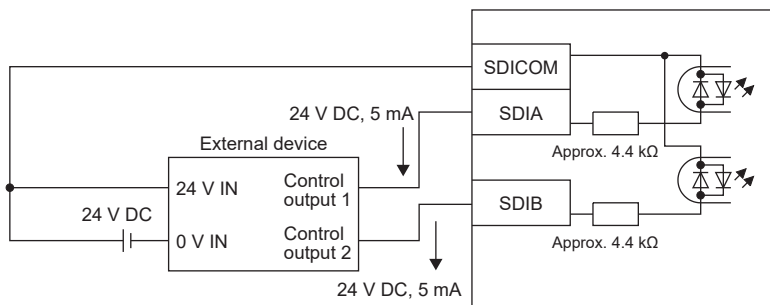 SDICOM
24 V DC, 5 mA
SDIA
External device
Approx. 4.4 kΩ
24 V IN
Control
output 1
24 V DC
SDIB
0 V IN
Control
output 2
Approx. 4.4 kΩ
24 V DC, 5 mA